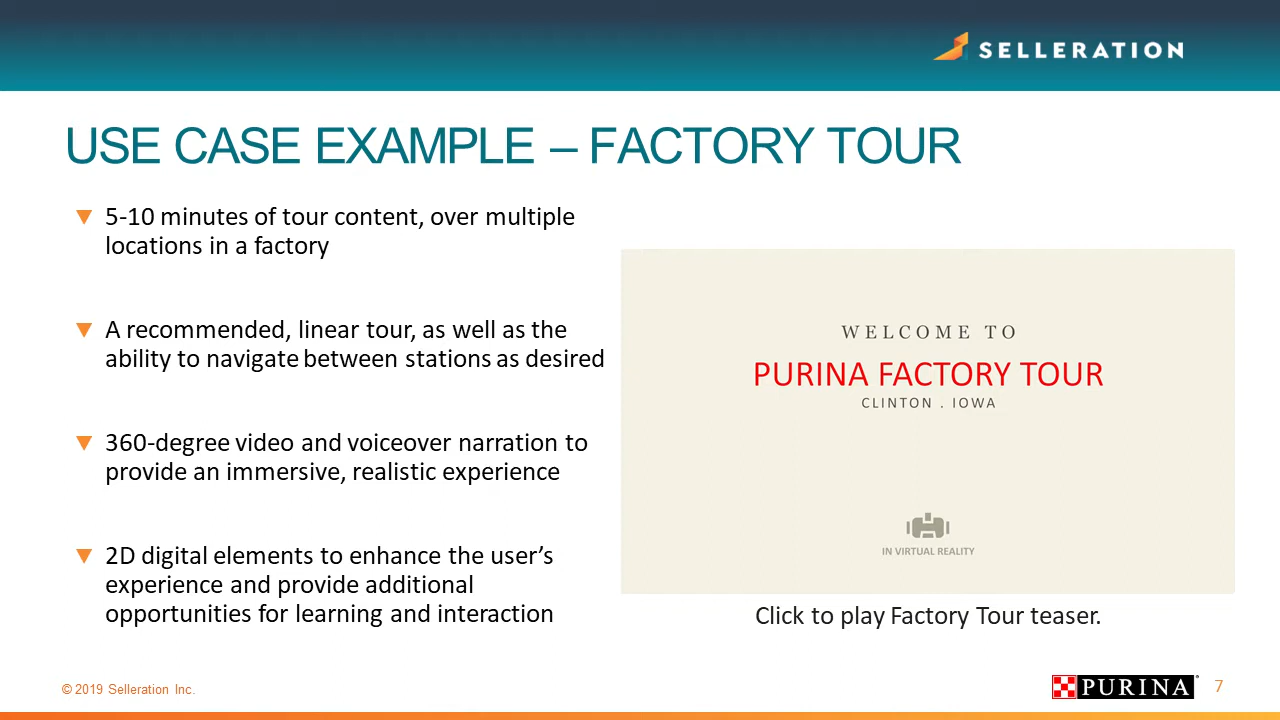 SELLERATION
USE CASE EXAMPLE – FACTORY TOUR
5-10 minutes of tour content, over multiple
locations in a factory
A recommended, linear tour, as well as the
ability to navigate between stations as desired
360-degree video and voiceover narration to
provide an immersive, realistic experience
2D digital elements to enhance the user’s
experience and provide additional
opportunities for learning and interaction
WELCOME TO
PURINA FACTORY TOUR
CLINTON . IOWA
IN VIRTUAL REALITY
Click to play Factory Tour teaser.
© 2019 Selleration Inc.
PURINA
7